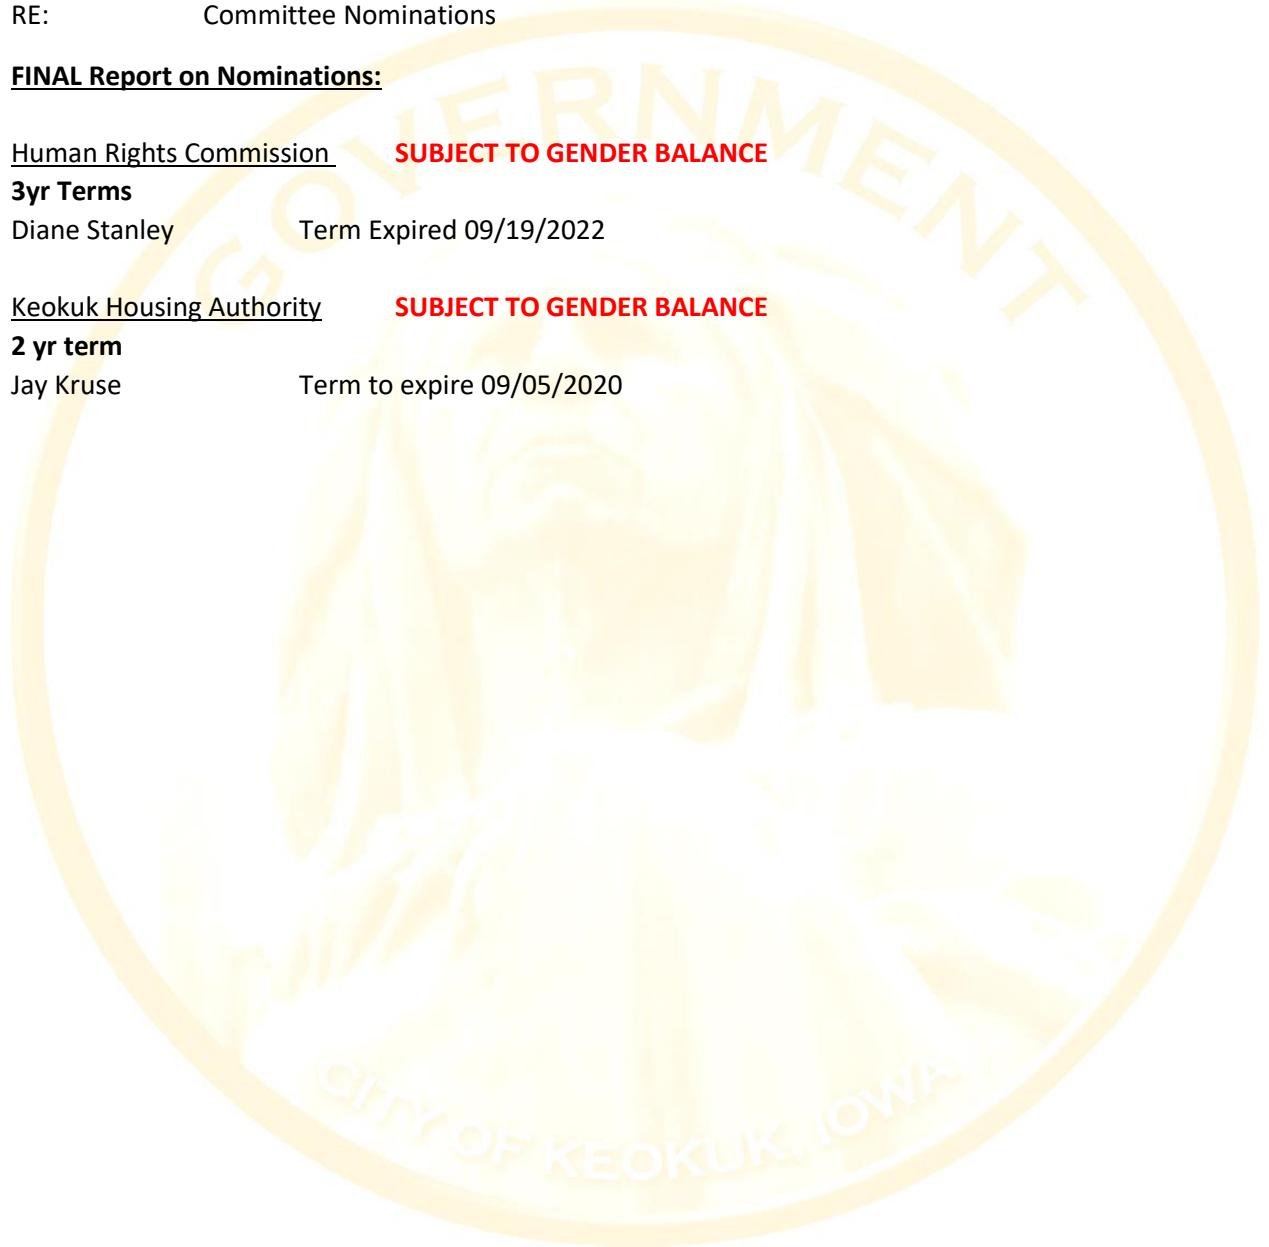 RE: Committee Nominations
FINAL Report on Nominations:
Human Rights Commission SUBJECT TO GENDER BALANCE
3yr Terms
Diane Stanley Term Expired 09/19/2022
Keokuk Housing Authority SUBJECT TO GENDER BALANCE
2 yr term
Jay Kruse Term to expire 09/05/2020
GOVERNMENT
CITY OF KEOKUK, IOWA